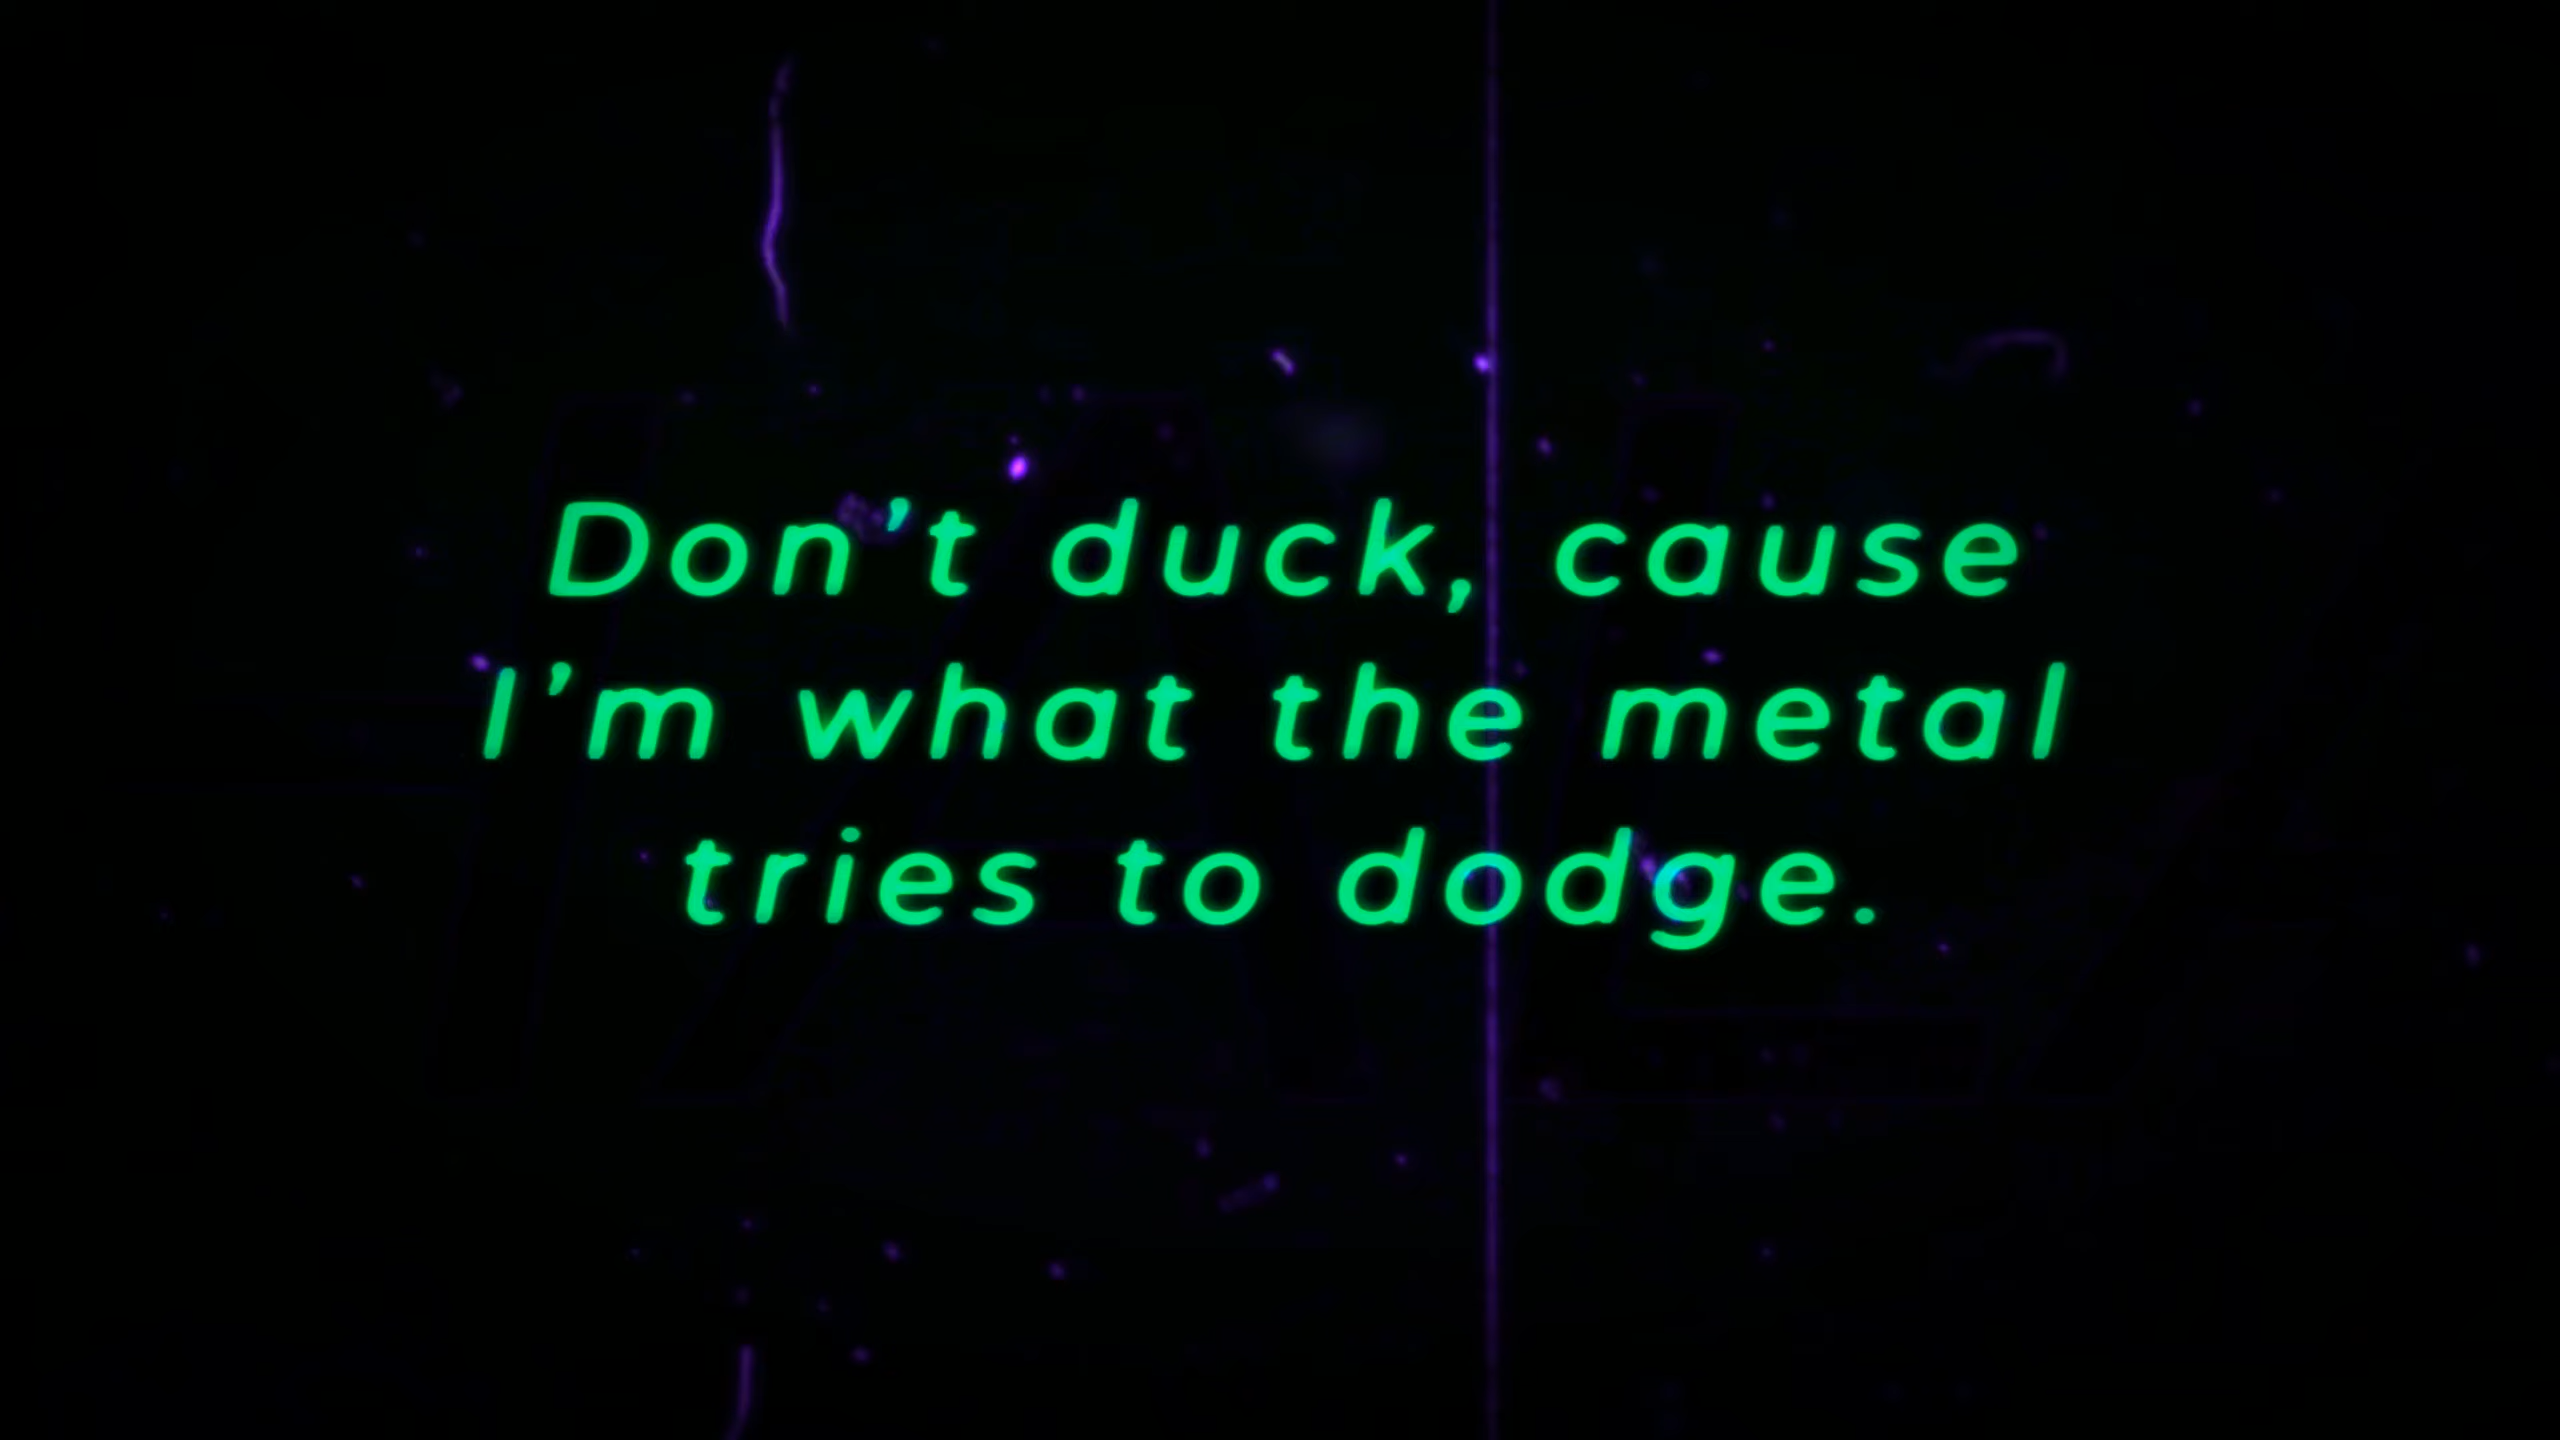 Don’t duck, cause
I’m what the metal
tries to dodge.